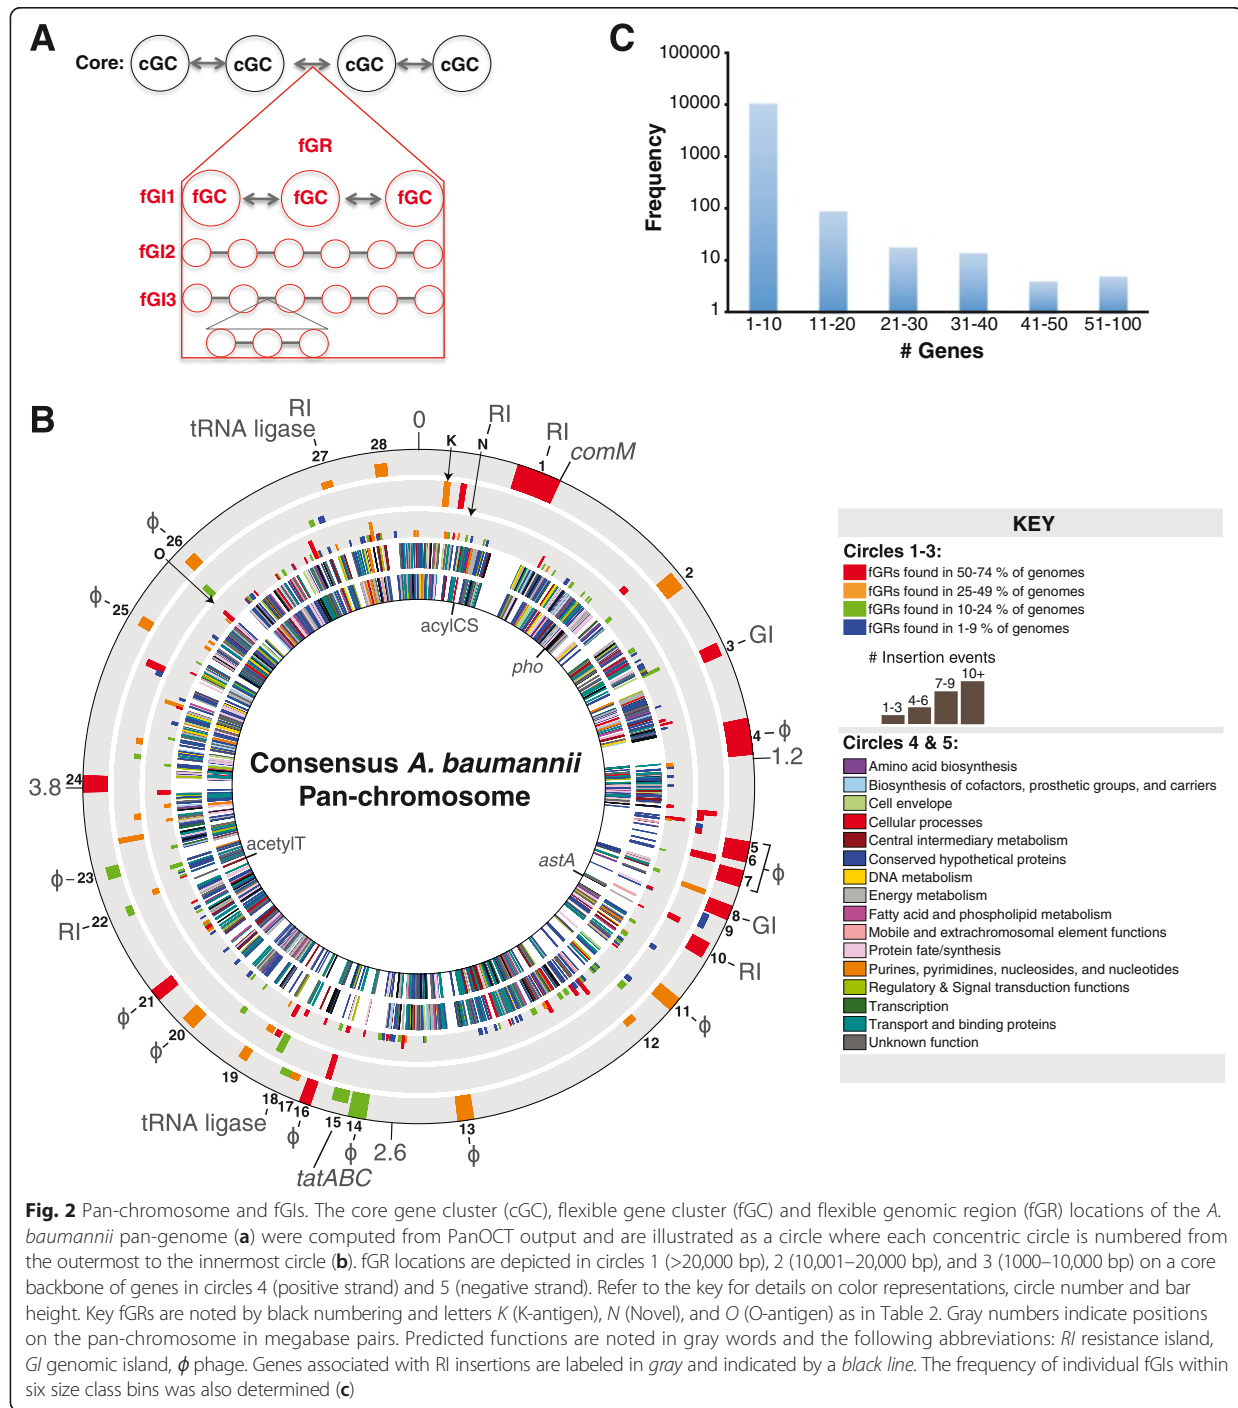 A
Core:
cGC
cGC
cGC
cGC
fGR
fGI1
fGC
fGC
fGC
fGI2
fGI3
C
Frequency
100000
10000
1000
100
10
1
1-10
11-20
21-30
31-40
41-50
51-100
# Genes
B
0
K
N
RI
RI
1
comM
2
3
GI
4
ϕ
1.2
5
6
7
ϕ
8
GI
9
10
RI
11
ϕ
12
13
ϕ
2.6
14
ϕ
15
tatABC
16
ϕ
17
18
tRNA ligase
19
20
ϕ
21
ϕ
22
RI
23
ϕ
24
3.8
25
ϕ
26
ϕ
O
27
RI
tRNA ligase
28
acylCS
pho
astA
acetylT
Consensus A. baumannii
Pan-chromosome
KEY
Circles 1-3:
fGRs found in 50-74 % of genomes
fGRs found in 25-49 % of genomes
fGRs found in 10-24 % of genomes
fGRs found in 1-9 % of genomes
# Insertion events
1-3
4-6
7-9
10+
Circles 4 & 5:
Amino acid biosynthesis
Biosynthesis of cofactors, prosthetic groups, and carriers
Cell envelope
Cellular processes
Central intermediary metabolism
Conserved hypothetical proteins
DNA metabolism
Energy metabolism
Fatty acid and phospholipid metabolism
Mobile and extrachromosomal element functions
Protein fate/synthesis
Purines, pyrimidines, nucleosides, and nucleotides
Regulatory & Signal transduction functions
Transcription
Transport and binding proteins
Unknown function
Fig. 2 Pan-chromosome and fGIs. The core gene cluster (cGC), flexible gene cluster (fGC) and flexible genomic region (fGR) locations of the A.
baumannii pan-genome (a) were computed from PanOCT output and are illustrated as a circle where each concentric circle is numbered from
the outermost to the innermost circle (b). fGR locations are depicted in circles 1 (>20,000 bp), 2 (10,001–20,000 bp), and 3 (1000–10,000 bp) on a core
backbone of genes in circles 4 (positive strand) and 5 (negative strand). Refer to the key for details on color representations, circle number and bar
height. Key fGRs are noted by black numbering and letters K (K-antigen), N (Novel), and O (O-antigen) as in Table 2. Gray numbers indicate positions
on the pan-chromosome in megabase pairs. Predicted functions are noted in gray words and the following abbreviations: RI resistance island,
GI genomic island, ϕ phage. Genes associated with RI insertions are labeled in gray and indicated by a black line. The frequency of individual fGIs within
six size class bins was also determined (c)